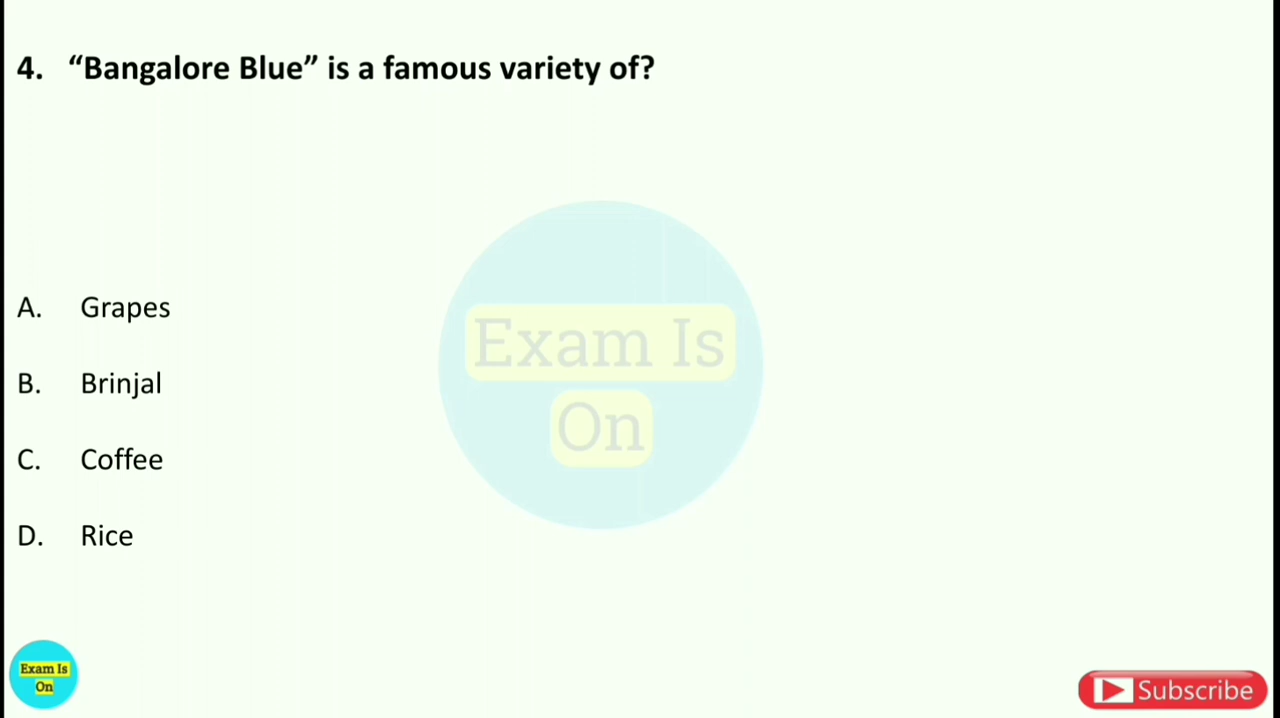 4. “Bangalore Blue” is a famous variety of?
Exam Is
On
A. Grapes
B. Brinjal
C. Coffee
D. Rice
Exam Is
On
Subscribe